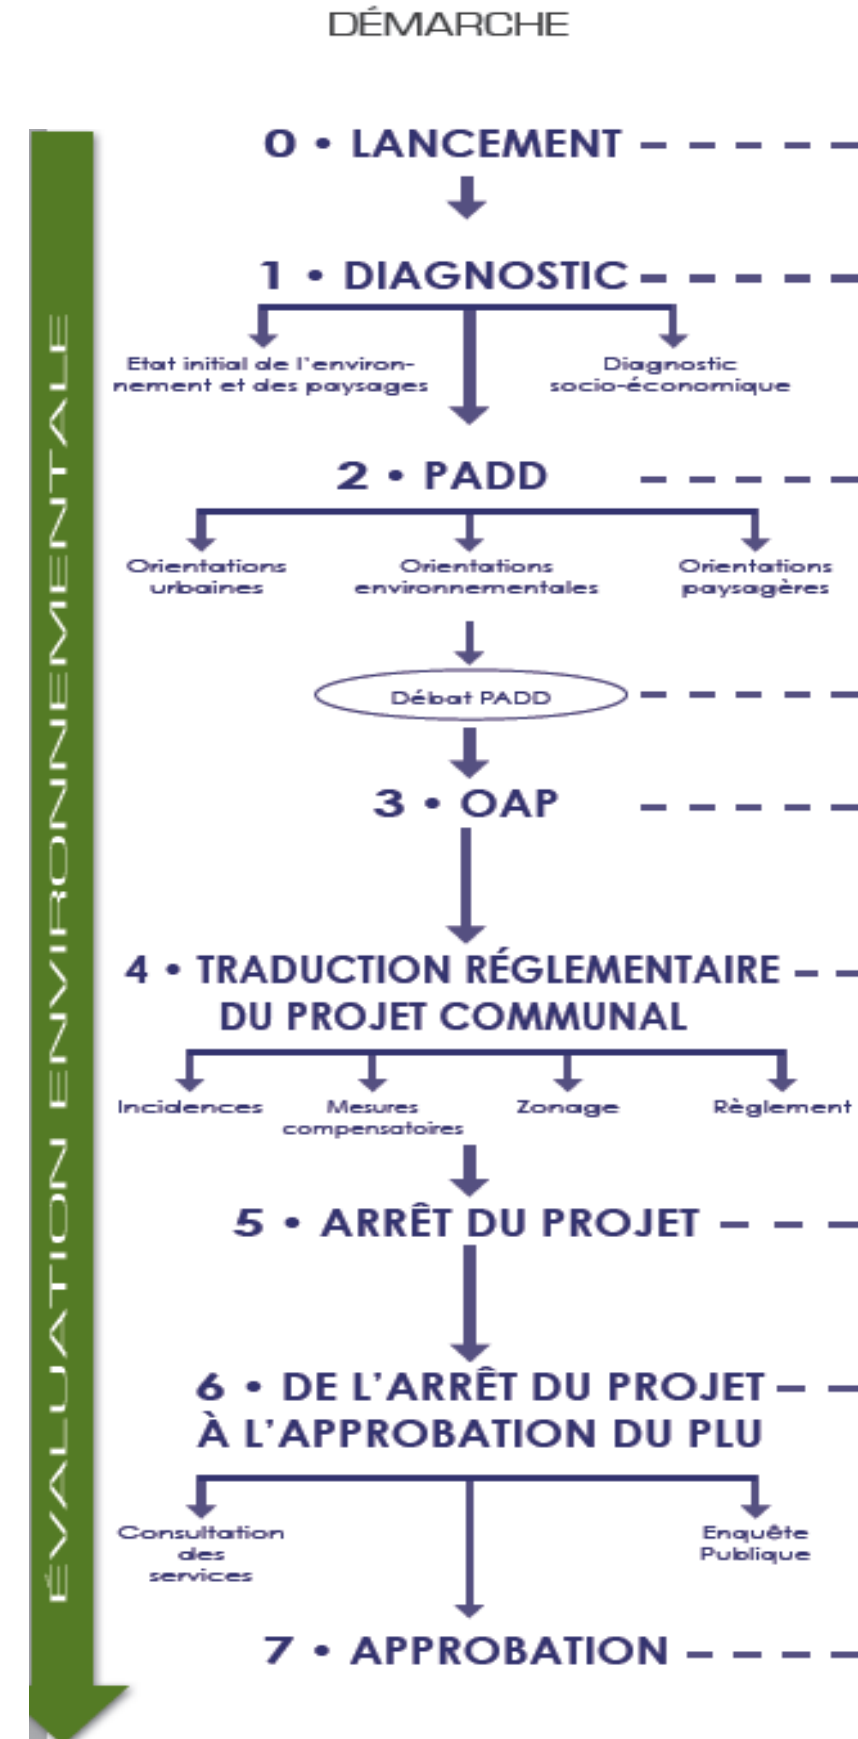 DÉMARCHE
ÉVALUATION ENVIRONNEMENTALE
0 • LANCEMENT
1 • DIAGNOSTIC
Etat initial de l'environ-
nement et des paysages
Diagnostic
socio-économique
2 • PADD
Orientations
urbaines
Orientations
environnementales
Orientations
paysagères
Débat PADD
3 • OAP
4 • TRADUCTION RÉGLEMENTAIRE
DU PROJET COMMUNAL
Incidences
Mesures
compensatoires
Zonage
Règlement
5 • ARRÊT DU PROJET
6 • DE L'ARRÊT DU PROJET
À L'APPROBATION DU PLU
Consultation
des
services
Enquête
Publique
7 • APPROBATION